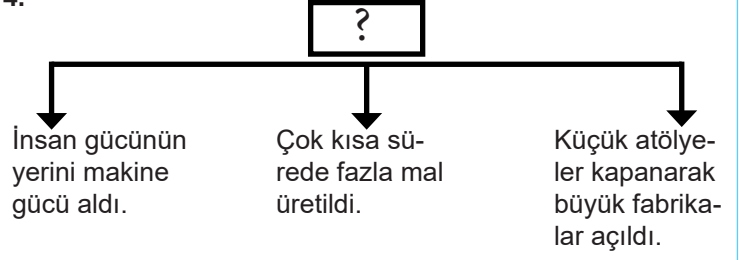 4.
?
İnsan gücünün
yerini makine
gücü aldı.
Çok kısa sü-
rede fazla mal
üretildi.
Küçük atölye-
ler kapanarak
büyük fabrika-
lar açıldı.